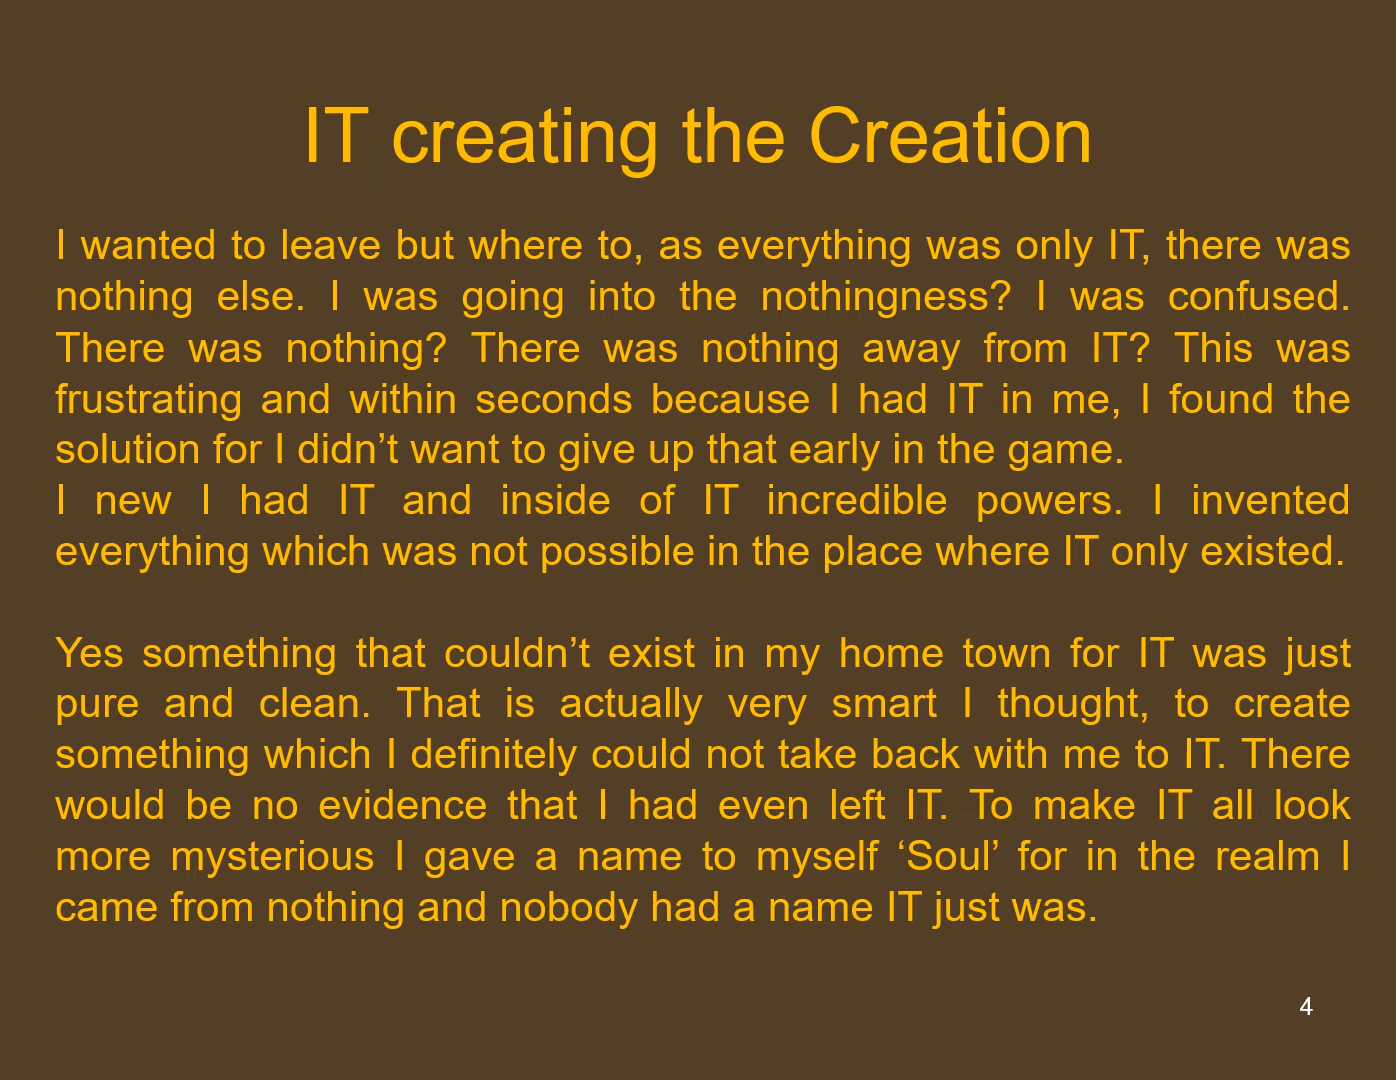 IT creating the Creation
I wanted to leave but where to, as everything was only IT, there was
nothing else. I was going into the nothingness? I was confused.
There was nothing? There was nothing away from IT? This was
frustrating and within seconds because I had IT in me, I found the
solution for I didn’t want to give up that early in the game.
I new I had IT and inside of IT incredible powers. I invented
everything which was not possible in the place where IT only existed.
Yes something that couldn’t exist in my home town for IT was just
pure and clean. That is actually very smart I thought, to create
something which I definitely could not take back with me to IT. There
would be no evidence that I had even left IT. To make IT all look
more mysterious I gave a name to myself ‘Soul’ for in the realm I
came from nothing and nobody had a name IT just was.
4